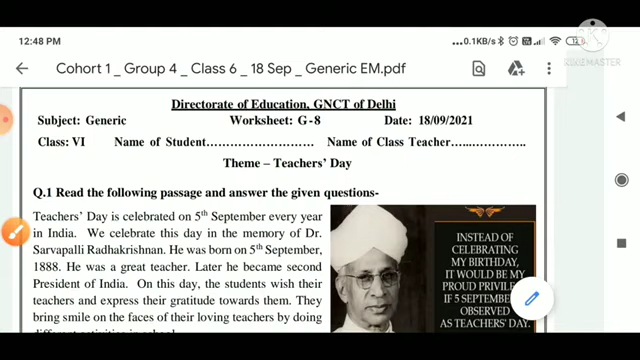 12:48 PM
...0.1KB/s
Cohort 1 _ Group 4 _ Class 6 _ 18 Sep _ Generic EM.pdf
Directorate of Education, GNCT of Delhi
Subject: Generic Worksheet: G-8 Date: 18/09/2021
Class: VI Name of Student........................... Name of Class Teacher...................
Theme – Teachers' Day
Q.1 Read the following passage and answer the given questions-
Teachers' Day is celebrated on 5th September every year
in India. We celebrate this day in the memory of Dr.
Sarvapalli Radhakrishnan. He was born on 5th September,
1888. He was a great teacher. Later he became second
President of India. On this day, the students wish their
teachers and express their gratitude towards them. They
bring smile on the faces of their loving teachers by doing
different activities in school.
INSTEAD OF
CELEBRATING
MY BIRTHDAY,
IT WOULD BE MY
PROUD PRIVILE
IF 5 SEPTEMBE
OBSERVED
AS TEACHERS' DAY.